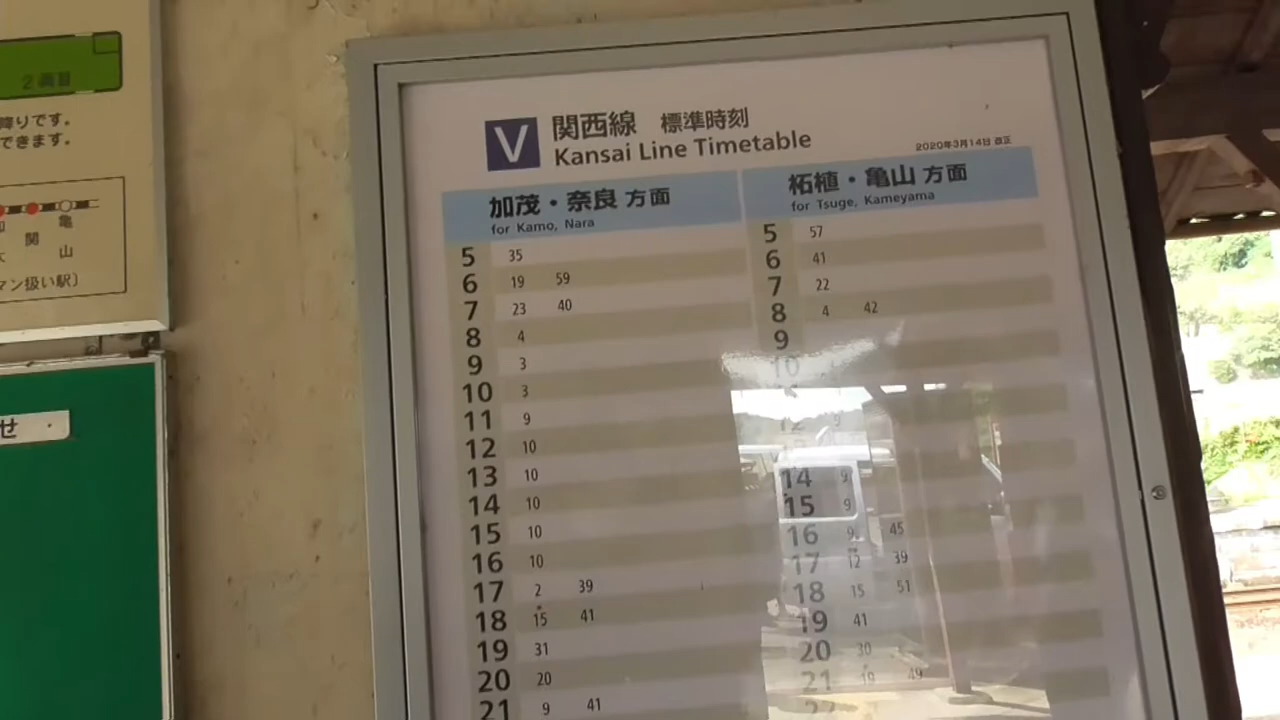 2両目
降りです。
できます。
関
亀
山
マン扱い駅〕
せ
V 関西線 標準時刻
Kansai Line Timetable
2020年3月14日 改正
加茂・奈良 方面
for Kamo, Nara
5 35
6 19 59
7 23 40
8 4
9 3
10 3
11 9
12 10
13 10
14 10
15 10
16 10
17 2 39
18 15 41
19 31
20 20
21 9 41
柘植・亀山 方面
for Tsuge, Kameyama
5 57
6 41
7 22
8 4 42
9
10
12 9
14 9
15 9
16 9 45
17 12 39
18 15 51
19 41
20 30
21 19 49